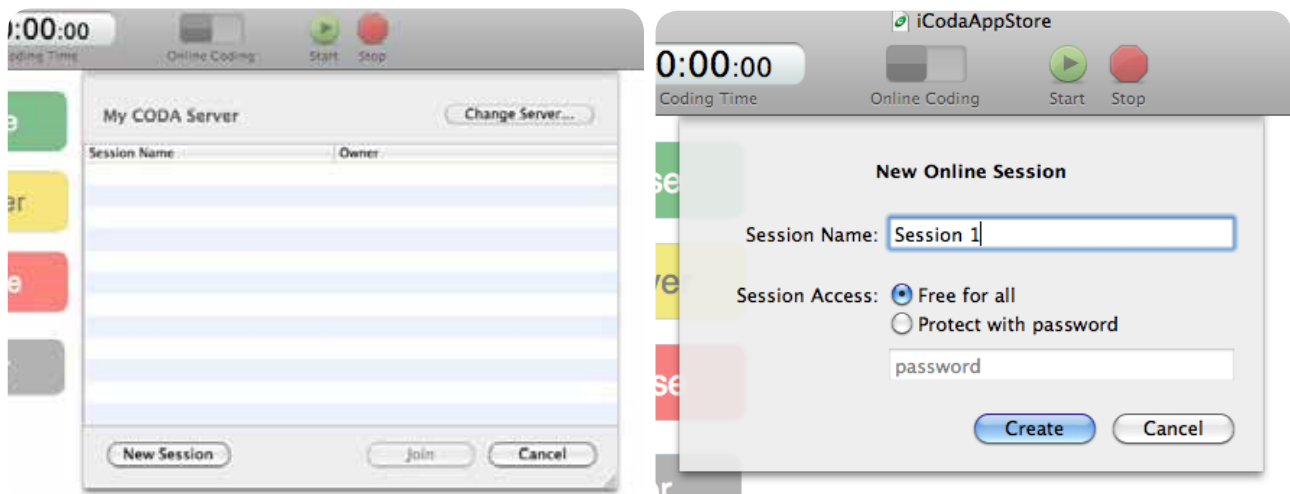 0:00:00
Coding Time
Online Coding
Start
Stop
My CODA Server
Change Server...
Session Name
Owner
New Session
Join
Cancel
iCodaAppStore
0:00:00
Coding Time
Online Coding
Start
Stop
New Online Session
Session Name:
Session 1
Session Access:
Free for all
Protect with password
password
Create
Cancel